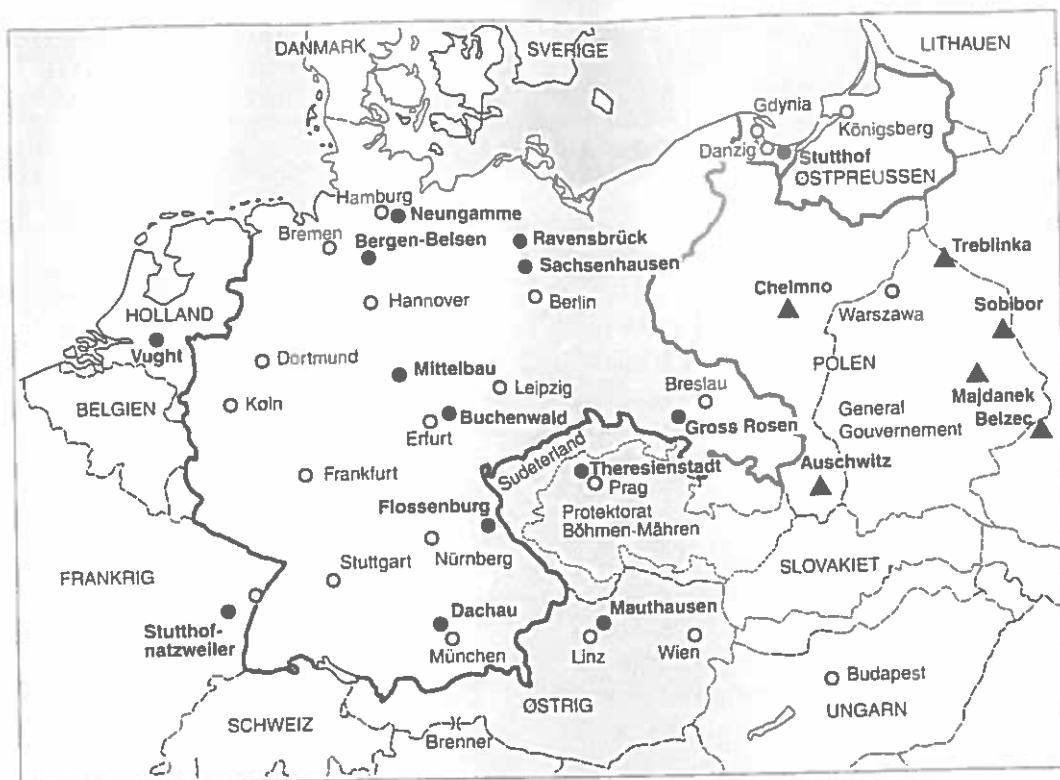 DANMARK
SVERIGE
LITHAUEN
Gdynia
Königsberg
Danzig
Stutthof
ØSTPREUSSEN
Hamburg
Neungamme
Bremen
Bergen-Belsen
Ravensbrück
Sachsenhausen
Treblinka
Hannover
Berlin
Chelmno
Warszawa
Sobibor
HOLLAND
Vught
Dortmund
Mittelbau
Leipzig
Breslau
POLEN
Majdanek
BELGIEN
Køln
Buchenwald
Erfurt
Gross Rosen
General
Gouvernement
Belzec
Sudeterland
Frankfurt
Theresienstadt
Prag
Auschwitz
Flossenburg
Protektorat
Böhmen-Mähren
Nürnberg
FRANKRIG
Stuttgart
SLOVAKIET
Stutthof-
natzweiler
Dachau
München
Mauthausen
Linz
Wien
Budapest
SCHWEIZ
Brenner
ØSTRIG
UNGARN